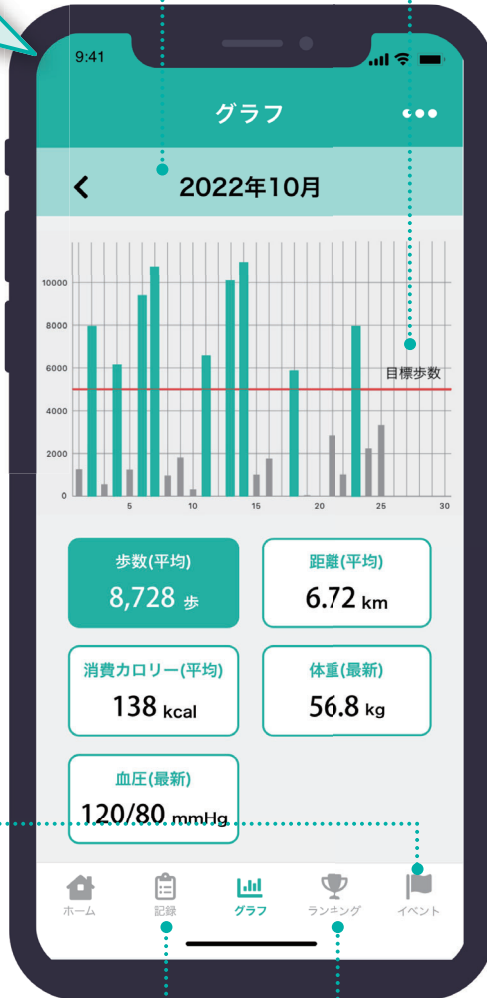 9:41
グラフ
2022年10月
10000
8000
6000
目標歩数
4000
2000
0
5 10 15 20 25 30
歩数(平均) 距離(平均)
8,728 歩 6.72 km
消費カロリー(平均) 体重(最新)
138 kcal 56.8 kg
血圧(最新)
120/80 mmHg
ホーム 記録 グラフ ランキング イベント